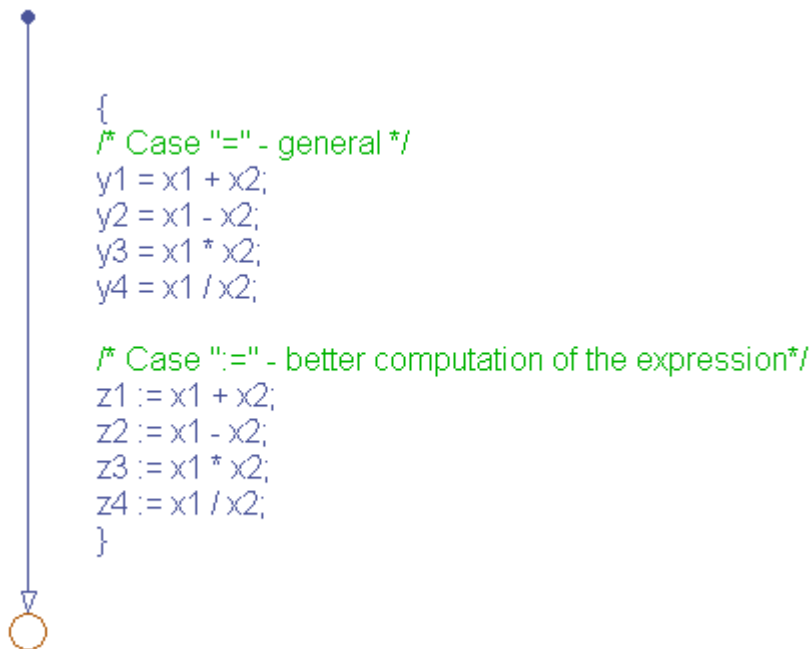 {
/* Case "=" - general */
y1 = x1 + x2;
y2 = x1 - x2;
y3 = x1 * x2;
y4 = x1 / x2;
/* Case ":=" - better computation of the expression*/
z1 := x1 + x2;
z2 := x1 - x2;
z3 := x1 * x2;
z4 := x1 / x2;
}